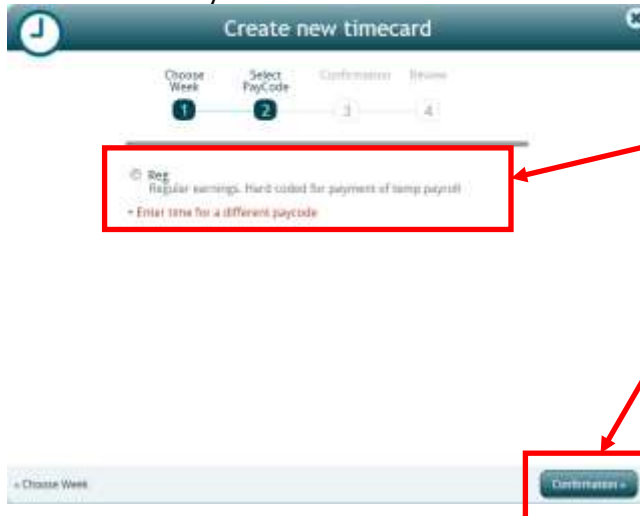 Create new timecard
Choose Week
Select PayCode
Confirmation
Review
1
2
3
4
Reg
Regular earnings. Hard coded for payment of temp payroll
+ Enter time for a different paycode
« Choose Week
Confirmation »